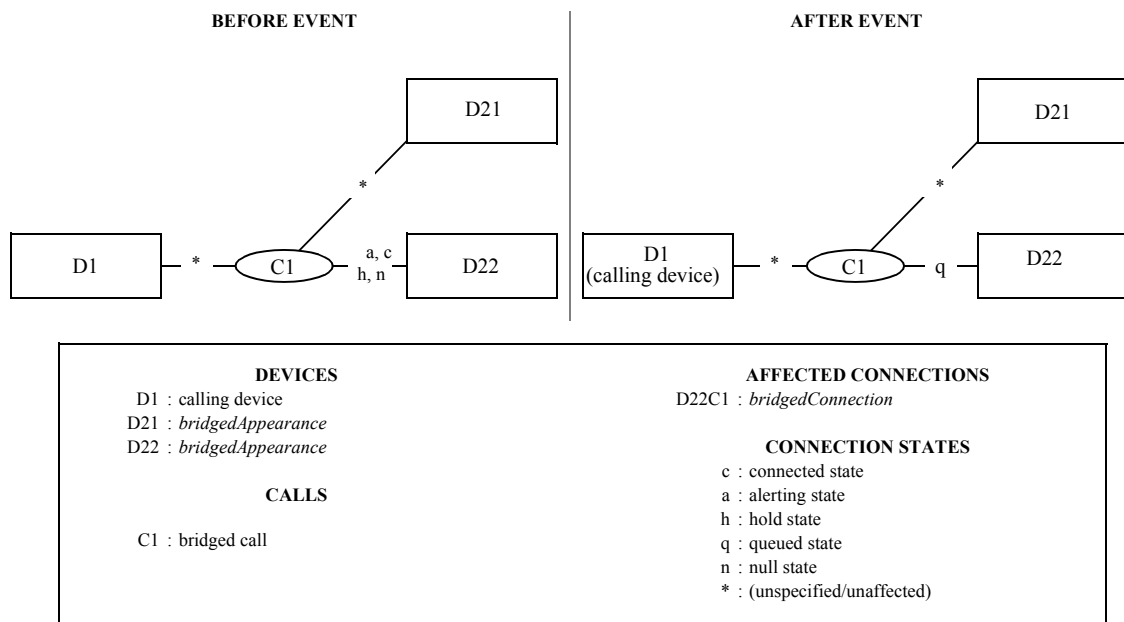 BEFORE EVENT
D21
*
D1
*
C1
a, c
h, n
D22
AFTER EVENT
D21
*
D1
(calling device)
*
C1
q
D22
DEVICES
D1 : calling device
D21 : bridgedAppearance
D22 : bridgedAppearance
CALLS
C1 : bridged call
AFFECTED CONNECTIONS
D22C1 : bridgedConnection
CONNECTION STATES
c : connected state
a : alerting state
h : hold state
q : queued state
n : null state
* : (unspecified/unaffected)